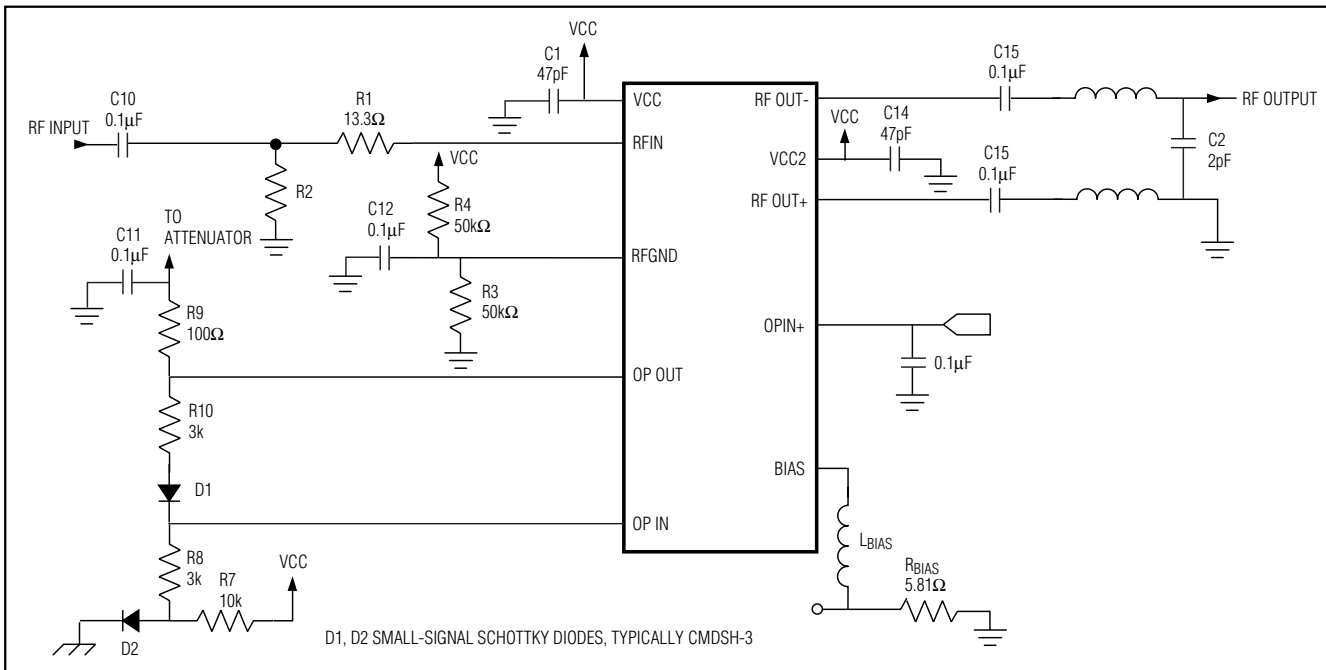 C10
0.1μF
RF INPUT
R1
13.3Ω
R2
C1
47pF
VCC
VCC
RFIN
VCC
R4
50kΩ
C12
0.1μF
RFGND
R3
50kΩ
TO
ATTENUATOR
C11
0.1μF
R9
100Ω
OP OUT
R10
3k
D1
OP IN
R8
3k
R7
10k
VCC
D2
D1, D2 SMALL-SIGNAL SCHOTTKY DIODES, TYPICALLY CMDSH-3
RF OUT-
C15
0.1μF
RF OUTPUT
VCC
C14
47pF
VCC2
C2
2pF
C15
0.1μF
RF OUT+
OPIN+
0.1μF
BIAS
LBIAS
RBIAS
5.81Ω